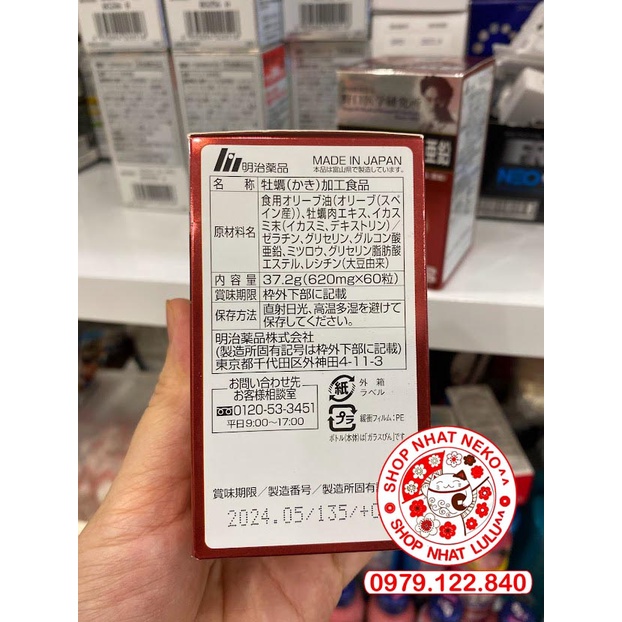 明治薬品
MADE IN JAPAN
本品は富山県で製造しています。
名 称 牡蠣(かき)加工食品
原材料名 食用オリーブ油(オリーブ(スペ
イン産))、牡蠣肉エキス、イカス
ミ末(イカスミ、デキストリン)/
ゼラチン、グリセリン、グルコン酸
亜鉛、ミツロウ、グリセリン脂肪酸
エステル、レシチン(大豆由来)
内 容 量 37.2g(620mg×60粒)
賞味期限 枠外下部に記載
保存方法 直射日光、高温多湿を避けて
保存してください。
明治薬品株式会社
(製造所固有記号は枠外下部に記載)
東京都千代田区外神田4-11-3
お問い合わせ先
お客様相談室
0120-53-3451
平日9:00~17:00
紙 外 箱
ラベル
プラ 緩衝フィルム:PE
ボトル(本体)は「ガラスびん」です。
賞味期限/製造番号/製造所固有
2024.05/135/+
亜鉛
NEO
SHOP NHAT NEKO
SHOP NHAT LULU
0979.122.840